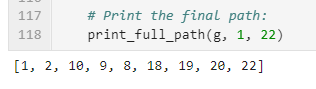 117 # Print the final path:
118 print_full_path(g, 1, 22)
[1, 2, 10, 9, 8, 18, 19, 20, 22]